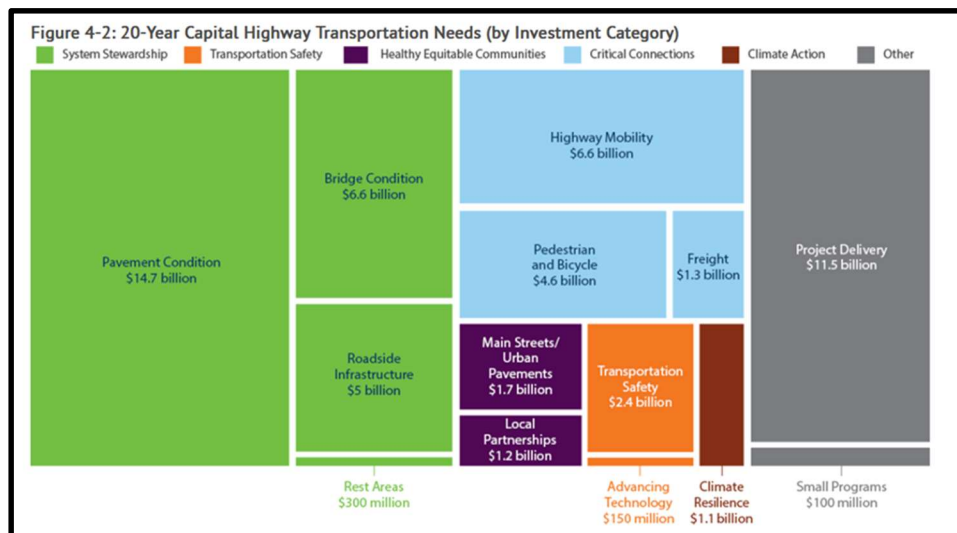 Figure 4-2: 20-Year Capital Highway Transportation Needs (by Investment Category)
System Stewardship
Transportation Safety
Healthy Equitable Communities
Critical Connections
Climate Action
Other
Pavement Condition
$14.7 billion
Bridge Condition
$6.6 billion
Roadside
Infrastructure
$5 billion
Rest Areas
$300 million
Highway Mobility
$6.6 billion
Pedestrian
and Bicycle
$4.6 billion
Freight
$1.3 billion
Main Streets/
Urban
Pavements
$1.7 billion
Local
Partnerships
$1.2 billion
Transportation
Safety
$2.4 billion
Advancing
Technology
$150 million
Climate
Resilience
$1.1 billion
Project Delivery
$11.5 billion
Small Programs
$100 million